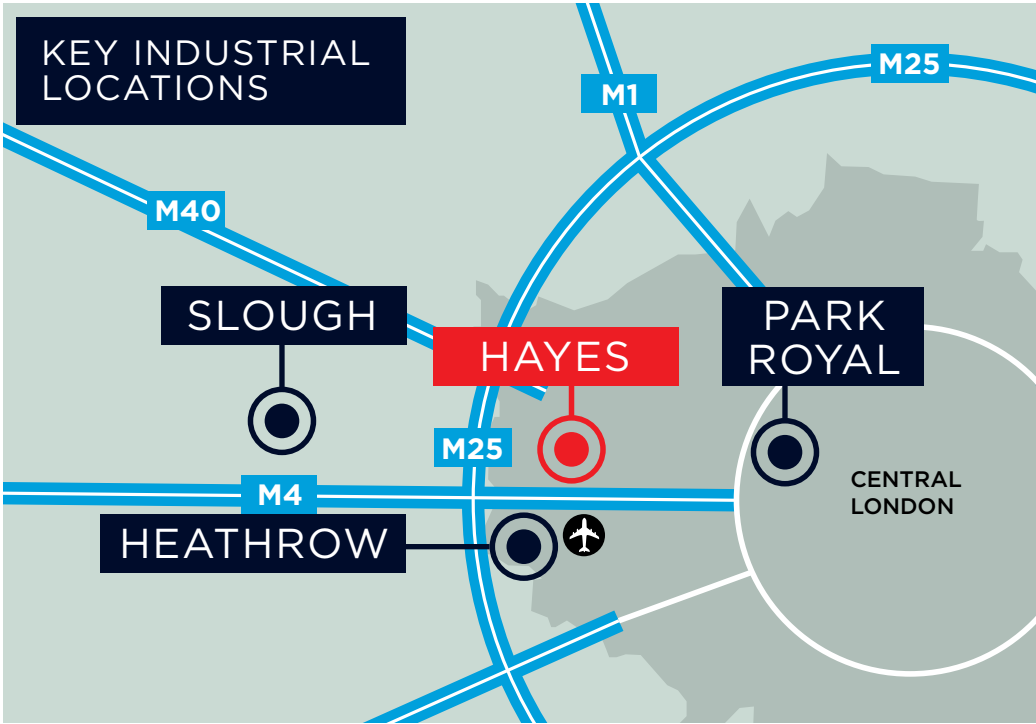 KEY INDUSTRIAL
LOCATIONS
M25
M1
M40
SLOUGH
HAYES
PARK
ROYAL
M25
CENTRAL
LONDON
M4
HEATHROW